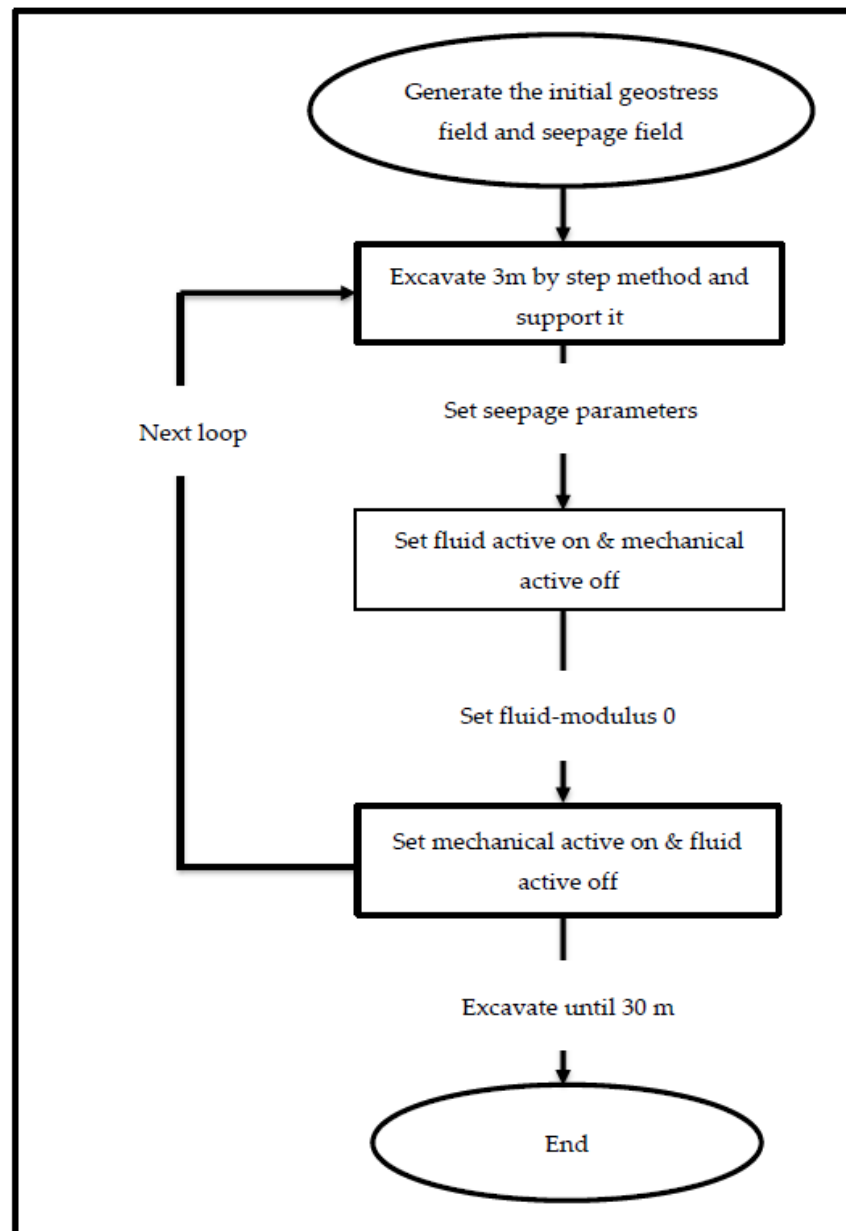 Generate the initial geostress
field and seepage field
Excavate 3m by step method and
support it
Set seepage parameters
Next loop
Set fluid active on & mechanical
active off
Set fluid-modulus 0
Set mechanical active on & fluid
active off
Excavate until 30 m
End